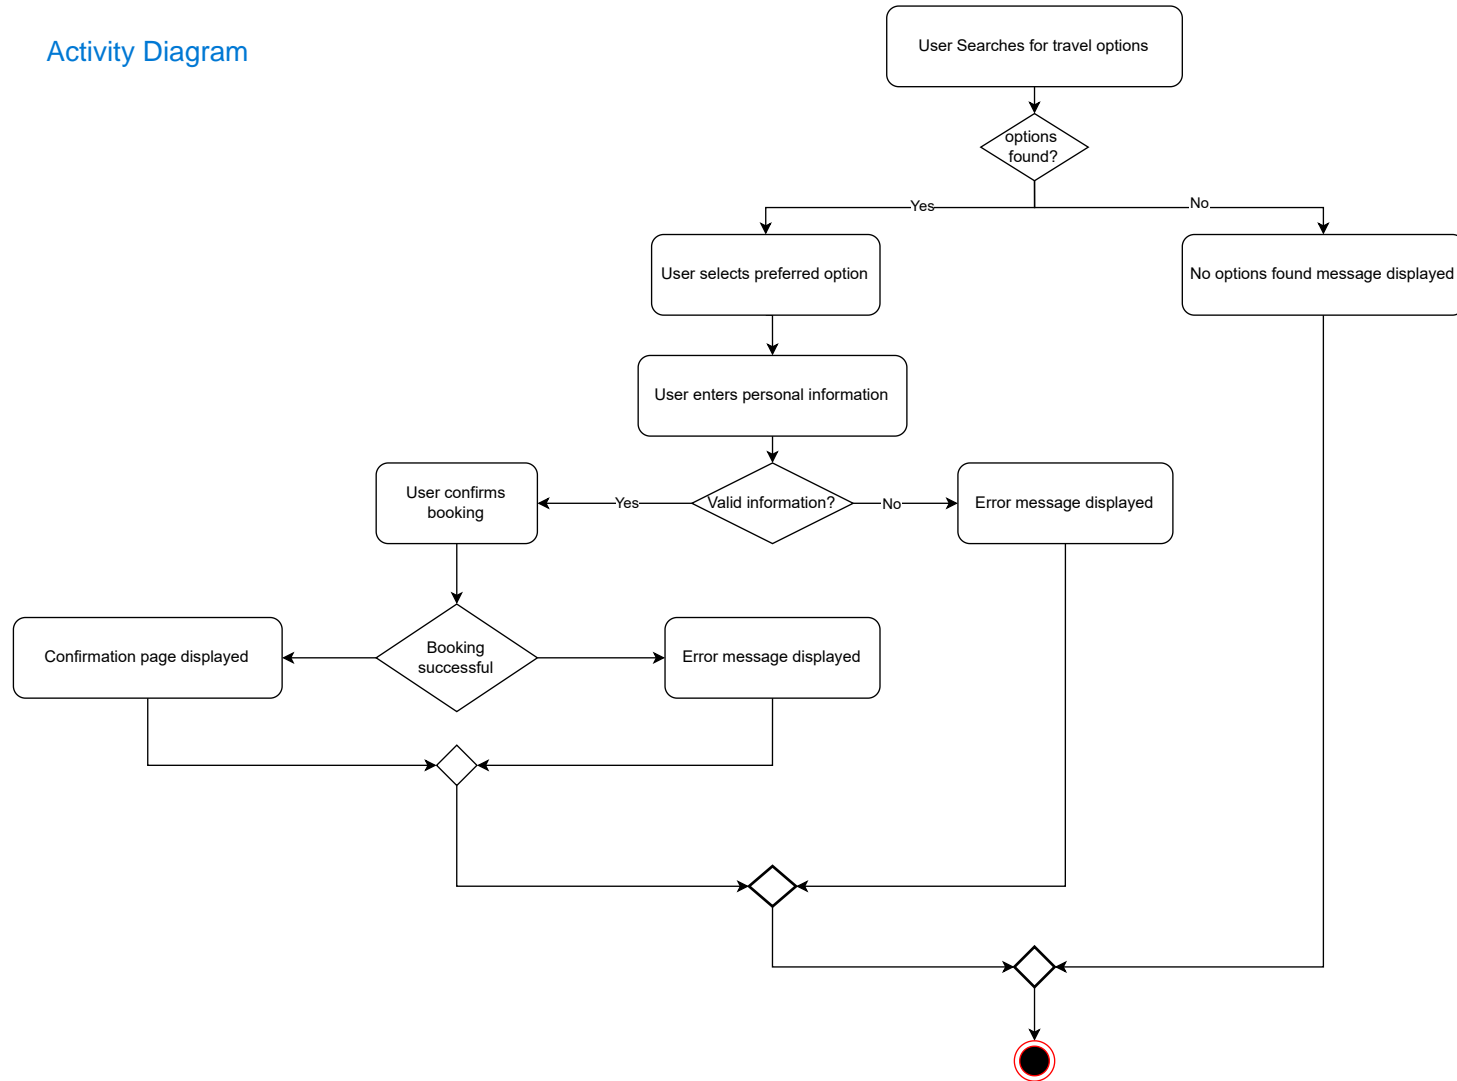 Activity Diagram
User Searches for travel options
options
found?
Yes
No
User selects preferred option
No options found message displayed
User enters personal information
User confirms
booking
Yes
Valid information?
No
Error message displayed
Confirmation page displayed
Booking
successful
Error message displayed